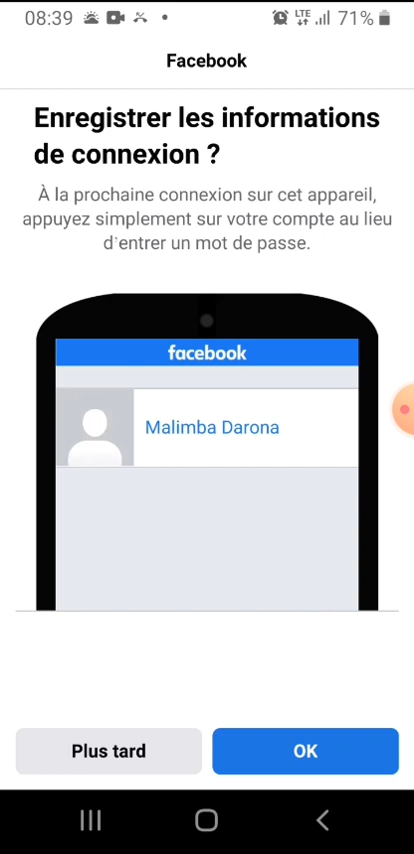 08:39 LTE 71%
Facebook
Enregistrer les informations
de connexion ?
À la prochaine connexion sur cet appareil,
appuyez simplement sur votre compte au lieu
d'entrer un mot de passe.
facebook
Malimba Darona
Plus tard OK